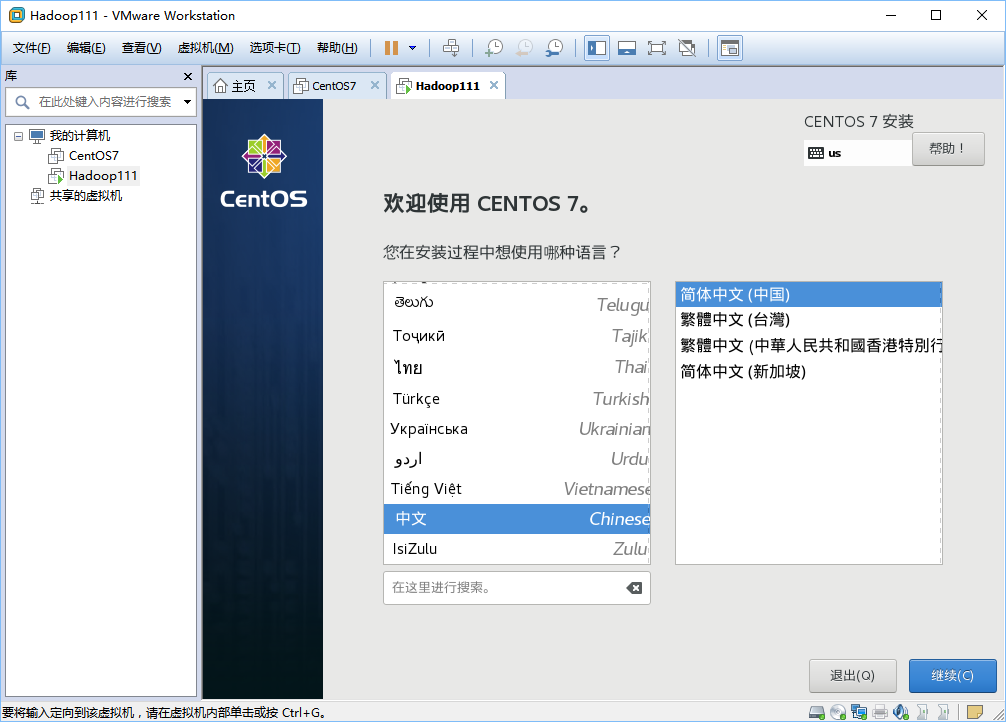 Hadoop111 - VMware Workstation
文件(F) 编辑(E) 查看(V) 虚拟机(M) 选项卡(T) 帮助(H)
库
在此处键入内容进行搜索
我的计算机
CentOS7
Hadoop111
共享的虚拟机
主页 CentOS7 Hadoop111
CentOS
CENTOS 7 安装
us
帮助！
欢迎使用 CENTOS 7。
您在安装过程中想使用哪种语言？
తెలుగు Telugu
Тоҷикӣ Tajik
ไทย Thai
Türkçe Turkish
Українська Ukrainian
اردو Urdu
Tiếng Việt Vietnamese
中文 Chinese
IsiZulu Zulu
在这里进行搜索。
简体中文 (中国)
繁體中文 (台灣)
繁體中文 (中華人民共和國香港特別行
简体中文 (新加坡)
退出(Q)
继续(C)
要将输入定向到该虚拟机，请在虚拟机内部单击或按 Ctrl+G。